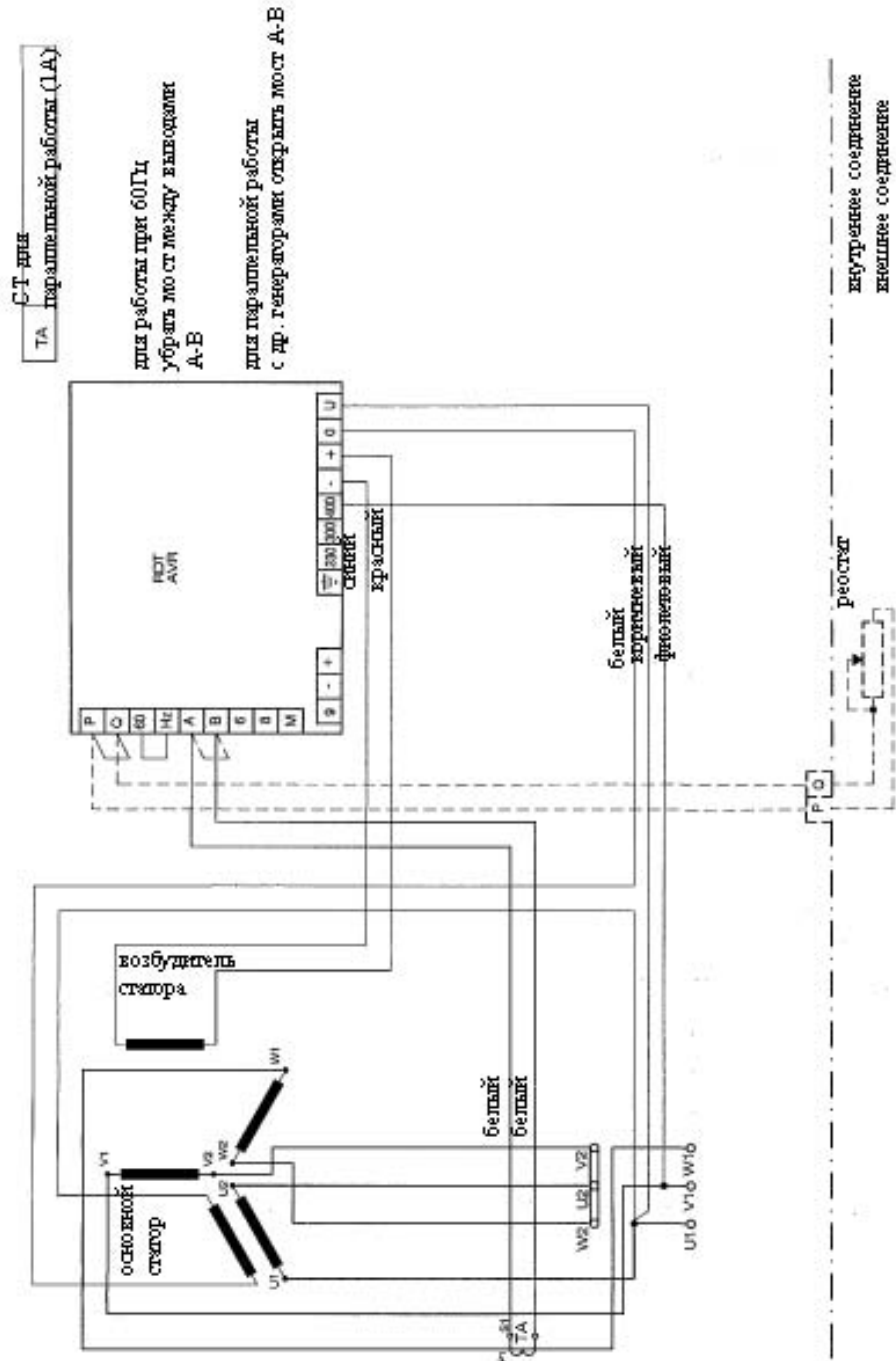 СТ для
параллельной работы (1А)
ТА
для работы при 60Гц
убрать мост между выводами
А-В
для параллельной работы
с др. генераторами открыть мост А-В
RDT
AVR
P
Q
60
Hz
A
B
6
8
M
9
-
+
230
300
400
-
+
0
U
синий
красный
белый
коричневый
фиолетовый
возбудитель
статора
основной
статор
V1
V2
W2
W1
U2
U1
белый
белый
W2
U2
V2
U1
V1
W1
TA
P1
S1
P
Q
реостат
внутреннее соединение
внешнее соединение